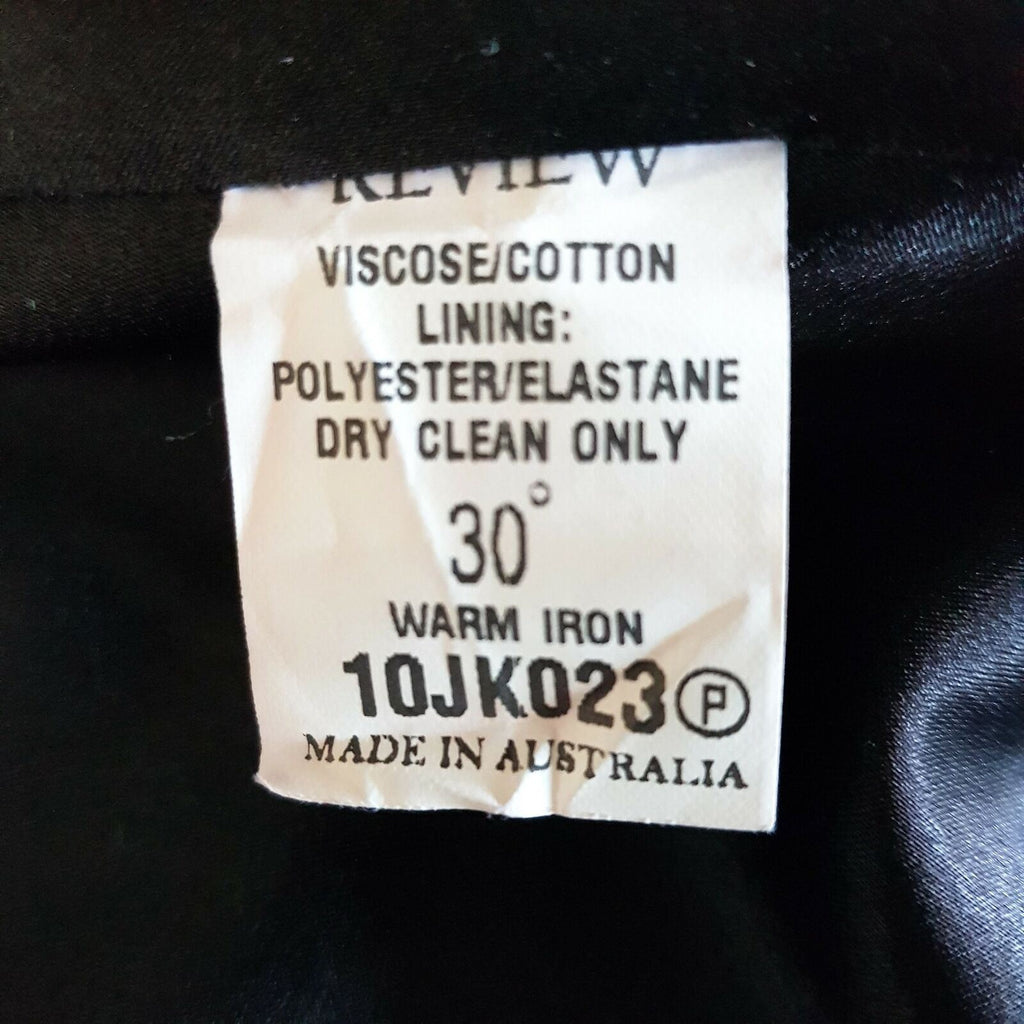 REVIEW
VISCOSE/COTTON
LINING:
POLYESTER/ELASTANE
DRY CLEAN ONLY
30°
WARM IRON
10JK023 Ⓟ
MADE IN AUSTRALIA